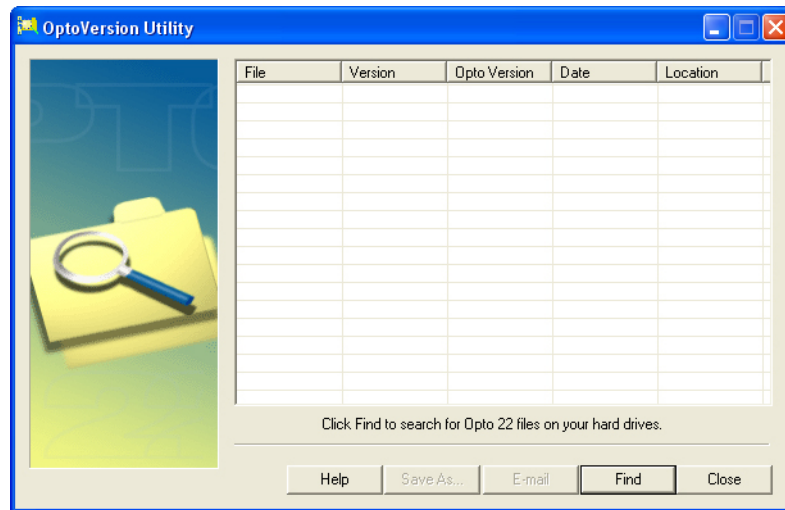 OptoVersion Utility
File Version Opto Version Date Location
Click Find to search for Opto 22 files on your hard drives.
Help Save As... E-mail Find Close